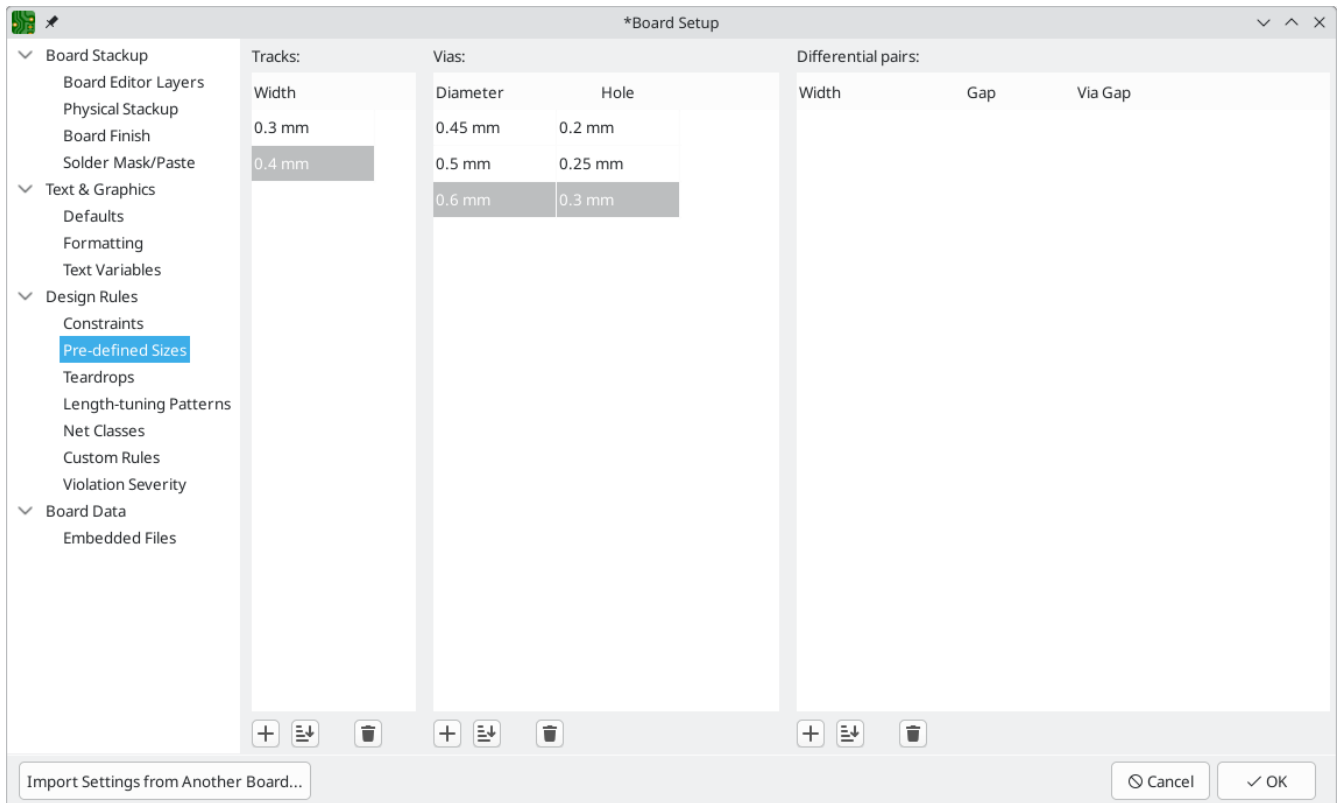 *Board Setup
Board Stackup
Board Editor Layers
Physical Stackup
Board Finish
Solder Mask/Paste
Text & Graphics
Defaults
Formatting
Text Variables
Design Rules
Constraints
Pre-defined Sizes
Teardrops
Length-tuning Patterns
Net Classes
Custom Rules
Violation Severity
Board Data
Embedded Files
Tracks:
Width
0.3 mm
0.4 mm
Vias:
Diameter Hole
0.45 mm 0.2 mm
0.5 mm 0.25 mm
0.6 mm 0.3 mm
Differential pairs:
Width Gap Via Gap
Import Settings from Another Board...
Cancel
OK